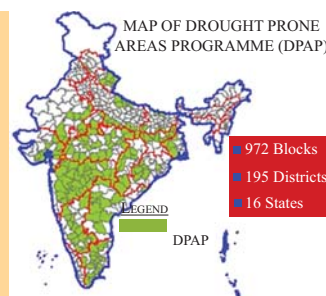 MAP OF DROUGHT PRONE
AREAS PROGRAMME (DPAP)
972 Blocks
195 Districts
16 States
LEGEND
DPAP